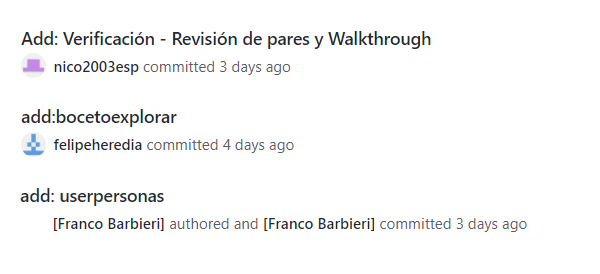 Add: Verificación - Revisión de pares y Walkthrough
nico2003esp committed 3 days ago
add:bocetoexplorar
felipeheredia committed 4 days ago
add: userpersonas
[Franco Barbieri] authored and [Franco Barbieri] committed 3 days ago